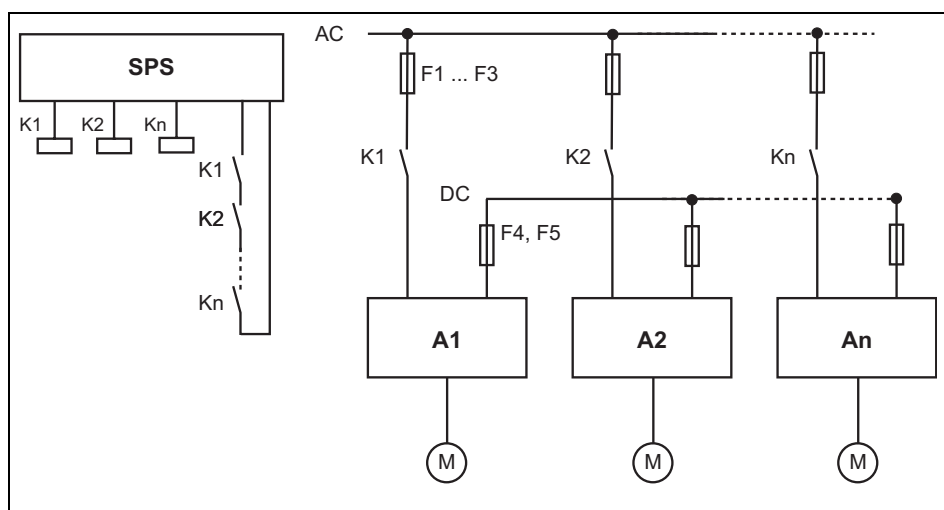 SPS
K1 K2 Kn
K1
K2
Kn
AC
F1 ... F3
K1 K2 Kn
DC
F4, F5
A1 A2 An
M M M